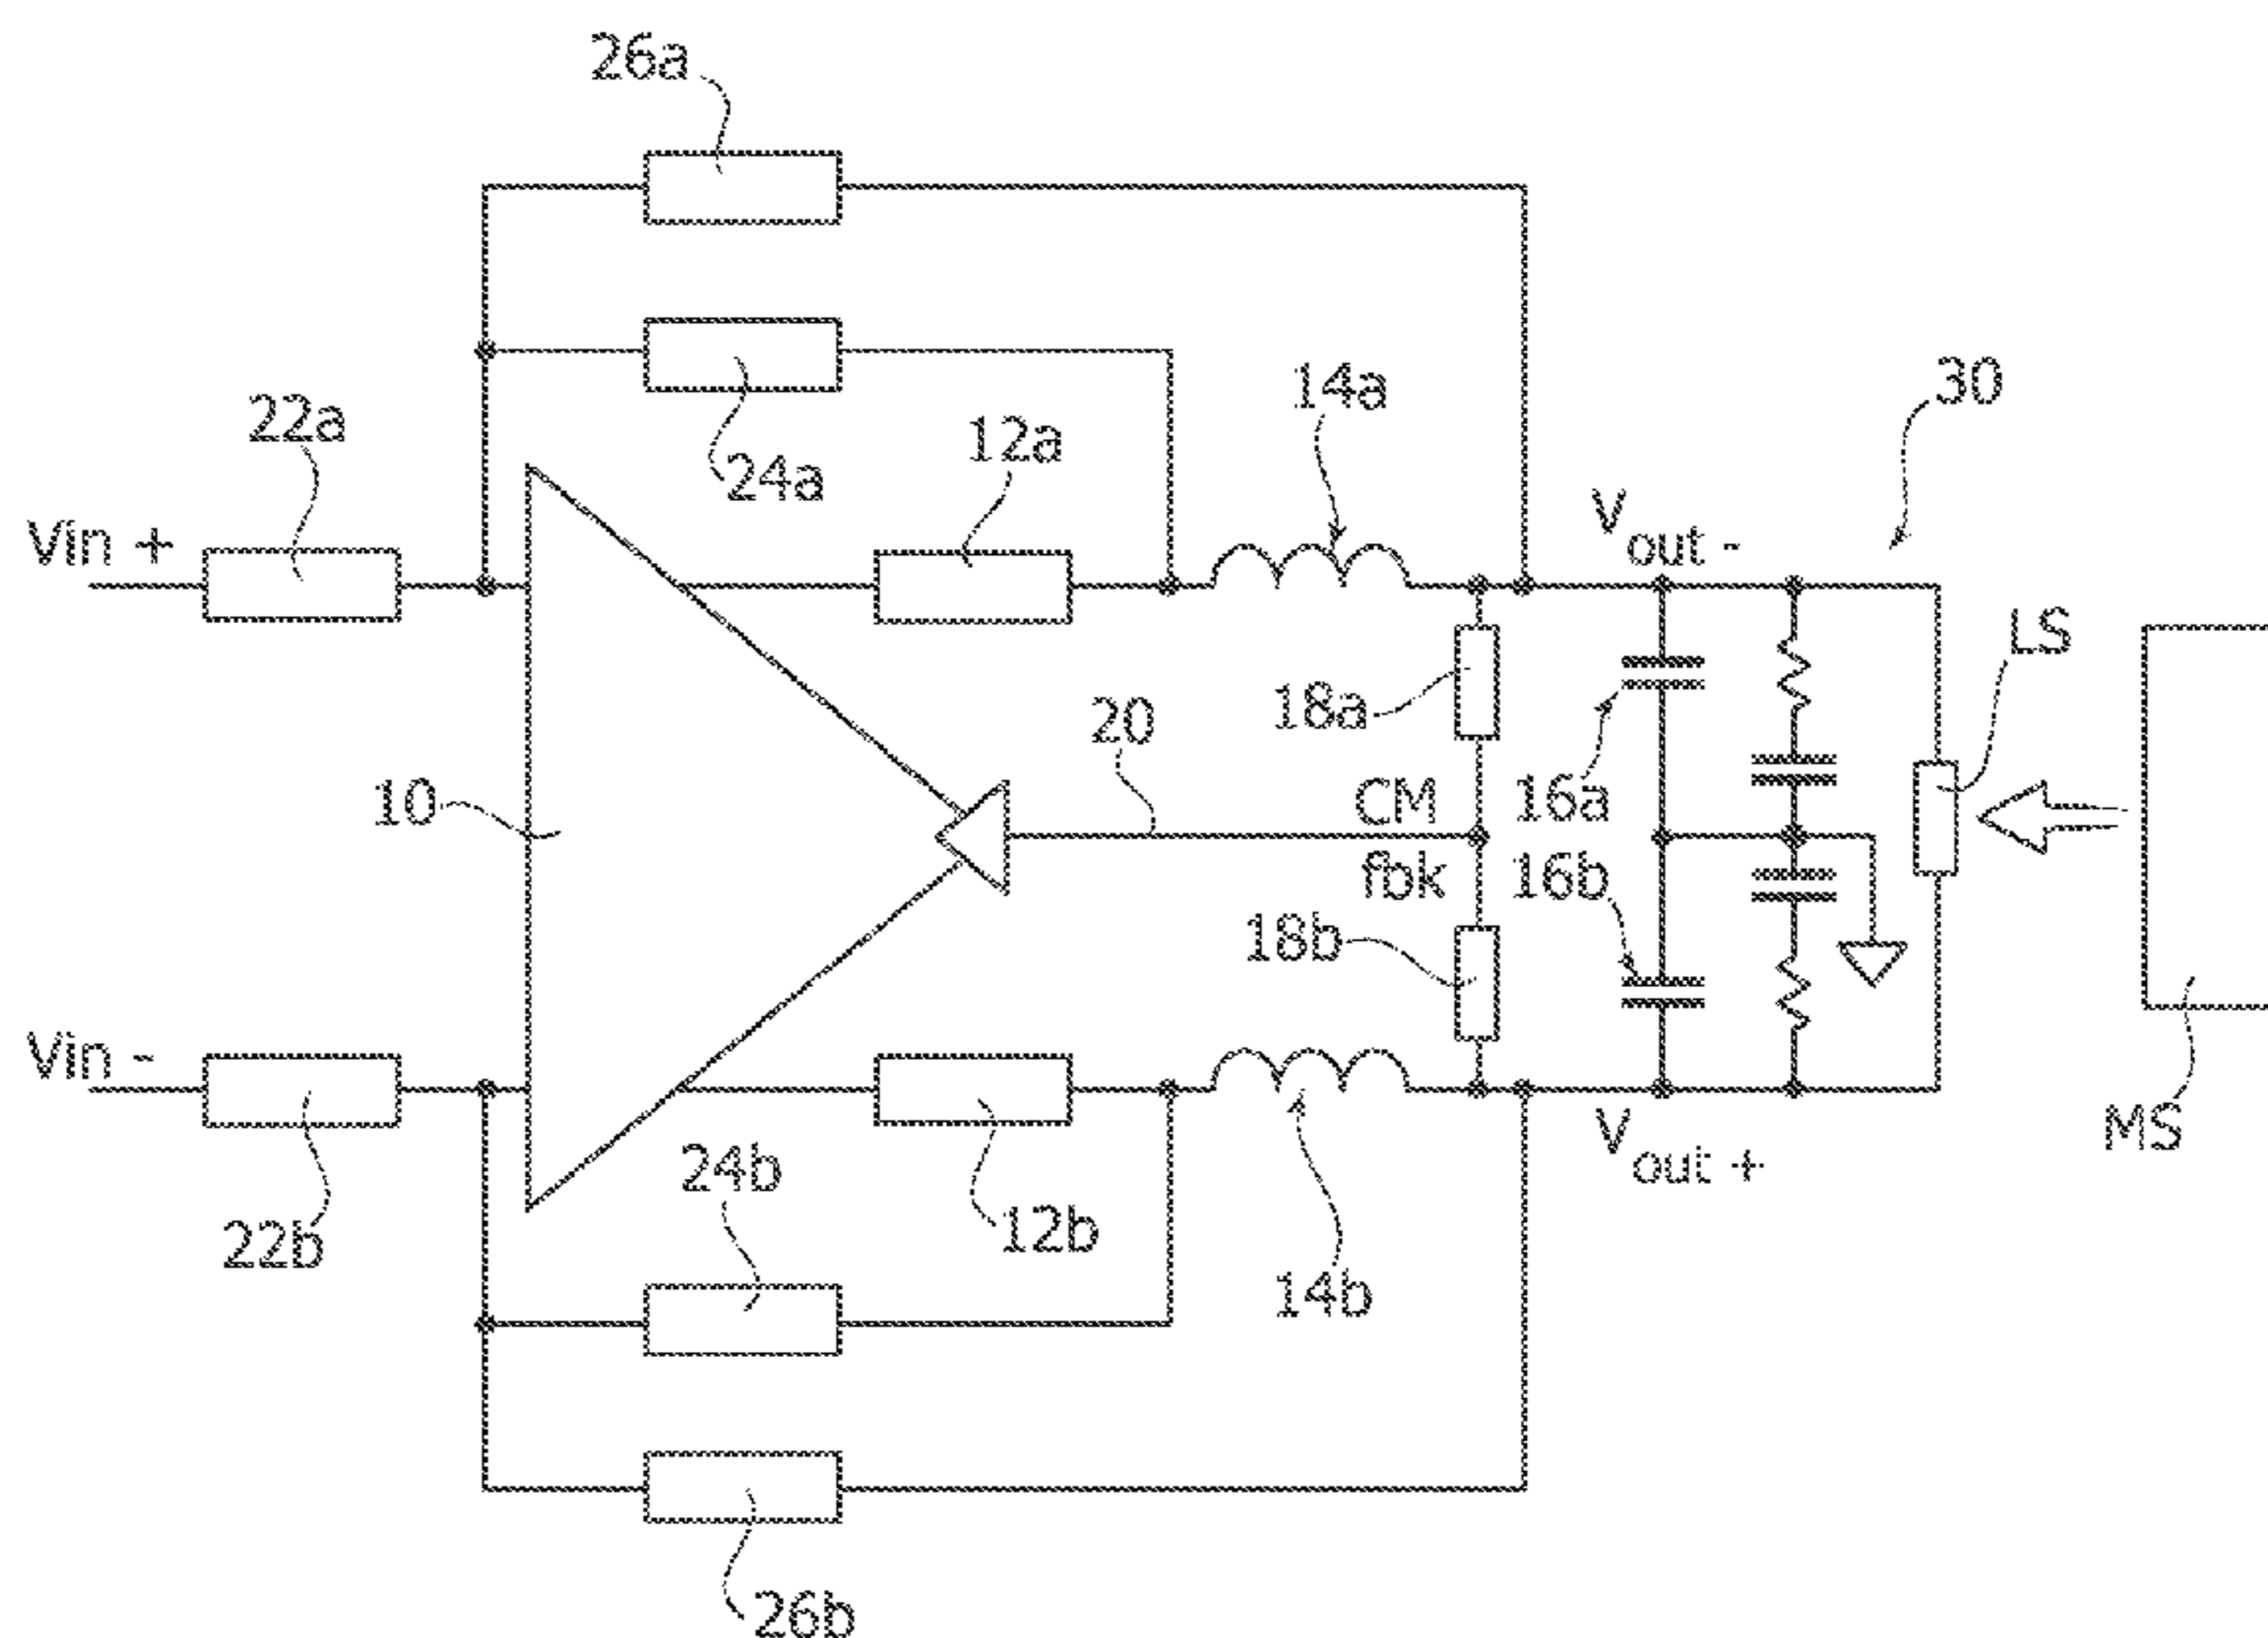 26a
14a
30
22a
12a
24a
Vin +
V out -
LS
18a
20
10
CM
16a
fbk
16b
18b
Vin -
V out +
MS
24b
12b
22b
14b
26b